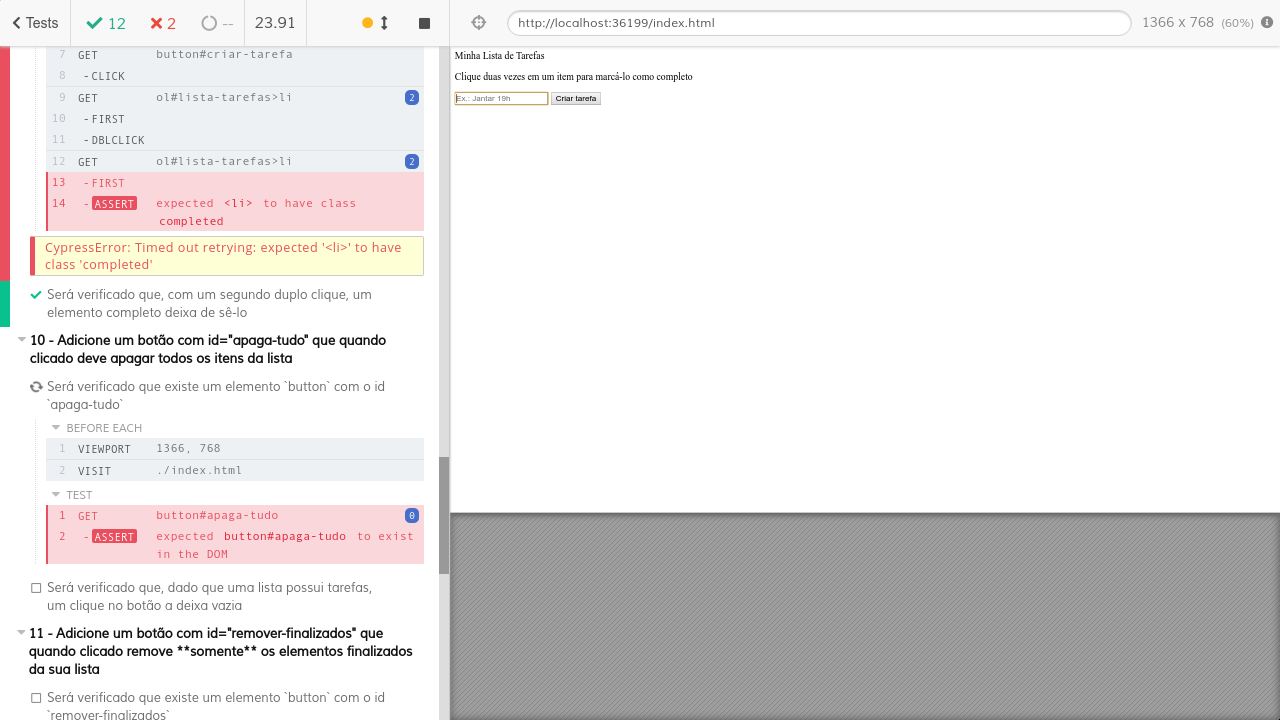 Tests
12
2
--
23.91
http://localhost:36199/index.html
1366 x 768 (60%)
7 GET button#criar-tarefa
8 -CLICK
9 GET ol#lista-tarefas>li 2
10 -FIRST
11 -DBLCLICK
12 GET ol#lista-tarefas>li 2
13 -FIRST
14 -ASSERT expected <li> to have class
completed
CypressError: Timed out retrying: expected '<li>' to have
class 'completed'
Será verificado que, com um segundo duplo clique, um
elemento completo deixa de sê-lo
10 - Adicione um botão com id="apaga-tudo" que quando
clicado deve apagar todos os itens da lista
Será verificado que existe um elemento `button` com o id
`apaga-tudo`
BEFORE EACH
1 VIEWPORT 1366, 768
2 VISIT ./index.html
TEST
1 GET button#apaga-tudo 0
2 -ASSERT expected button#apaga-tudo to exist
in the DOM
Será verificado que, dado que uma lista possui tarefas,
um clique no botão a deixa vazia
11 - Adicione um botão com id="remover-finalizados" que
quando clicado remove **somente** os elementos finalizados
da sua lista
Será verificado que existe um elemento `button` com o id
`remover-finalizados`
Minha Lista de Tarefas
Clique duas vezes em um item para marcá-lo como completo
Ex.: Jantar 19h Criar tarefa